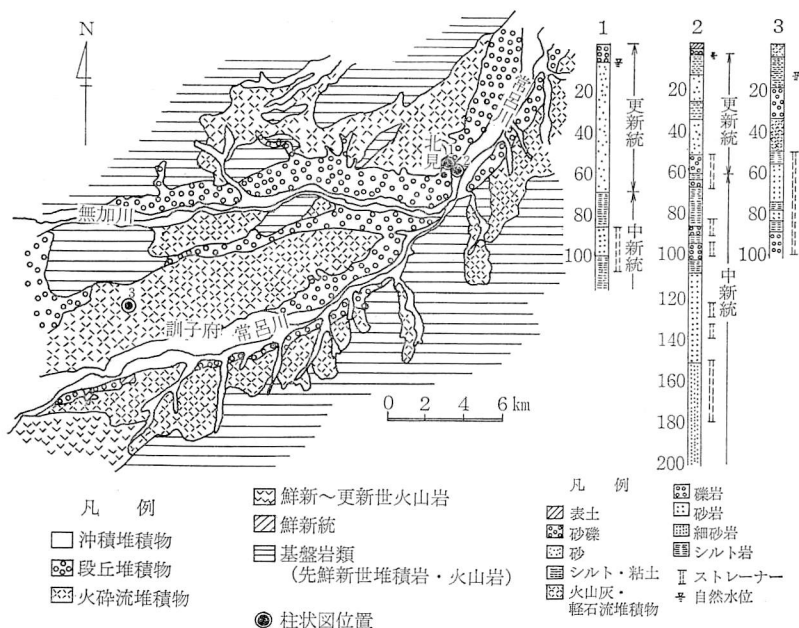 N
無加川
常呂川
北見
1
2
3
訓子府
常呂川
0 2 4 6 km
凡 例
沖積堆積物
段丘堆積物
火砕流堆積物
鮮新～更新世火山岩
鮮新統
基盤岩類
(先鮮新世堆積岩・火山岩)
柱状図位置
1
20
40
60
80
100
更新統
中新統
2
20
40
60
80
100
120
140
160
180
200
更新統
中新統
3
20
40
60
80
100
凡 例
表土
砂礫
砂
シルト・粘土
火山灰・
軽石流堆積物
礫岩
砂岩
細砂岩
シルト岩
ストレーナー
自然水位